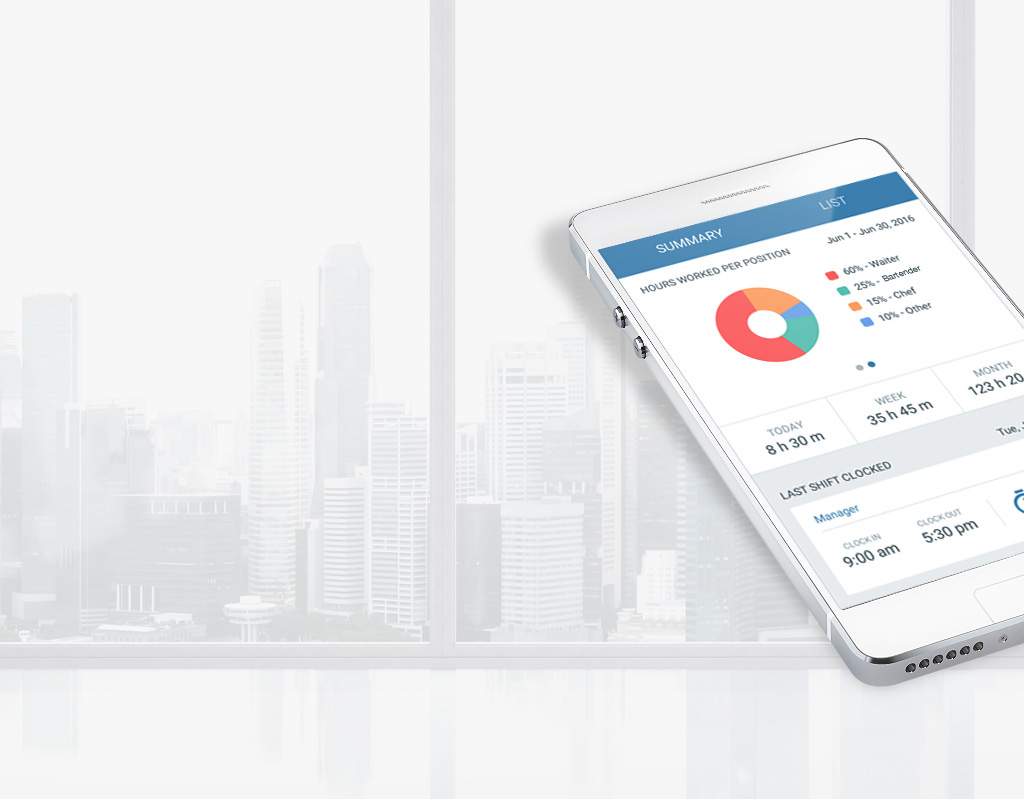 SUMMARY
LIST
HOURS WORKED PER POSITION
Jun 1 - Jun 30, 2016
60% - Waiter
25% - Bartender
15% - Chef
10% - Other
TODAY
8 h 30 m
WEEK
35 h 45 m
MONTH
123 h 20
LAST SHIFT CLOCKED
Tue,
Manager
CLOCK IN
9:00 am
CLOCK OUT
5:30 pm